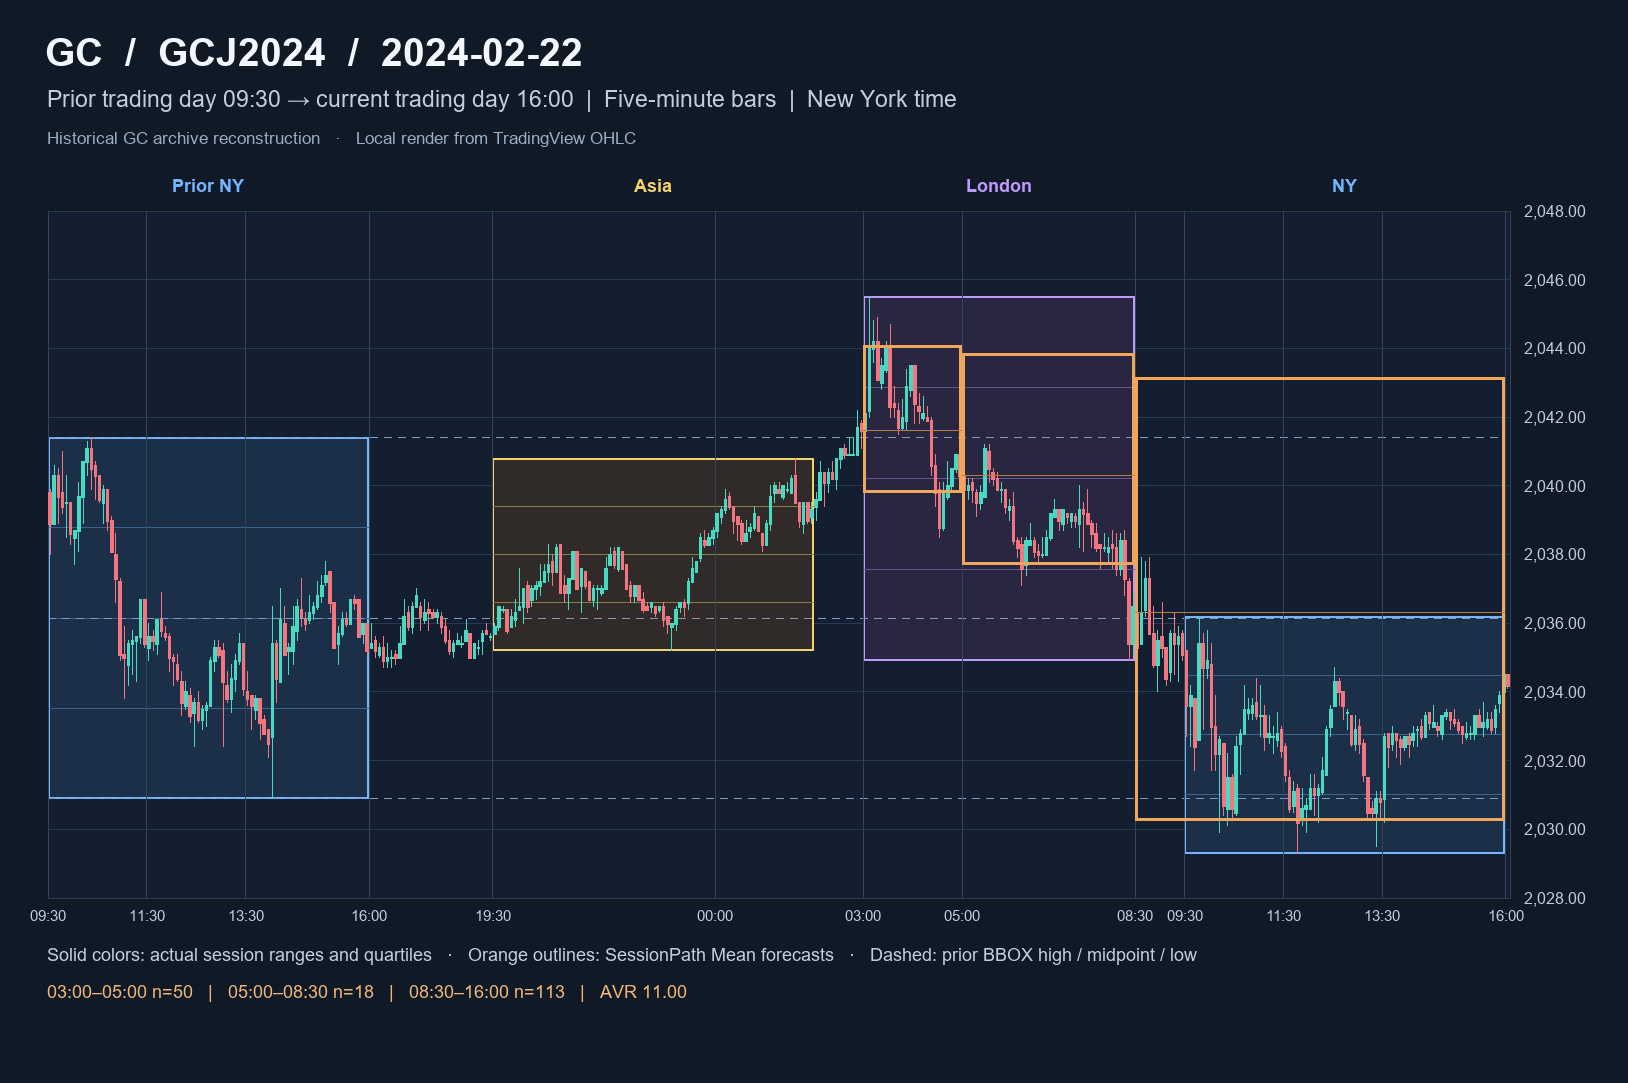 GC / GCJ2024 / 2024-02-22
Prior trading day 09:30 → current trading day 16:00 | Five-minute bars | New York time
Historical GC archive reconstruction · Local render from TradingView OHLC
Prior NY Asia London NY
2,048.00
2,046.00
2,044.00
2,042.00
2,040.00
2,038.00
2,036.00
2,034.00
2,032.00
2,030.00
2,028.00
09:30 11:30 13:30 16:00 19:30 00:00 03:00 05:00 08:30 09:30 11:30 13:30 16:00
Solid colors: actual session ranges and quartiles · Orange outlines: SessionPath Mean forecasts · Dashed: prior BBOX high / midpoint / low
03:00–05:00 n=50 | 05:00–08:30 n=18 | 08:30–16:00 n=113 | AVR 11.00